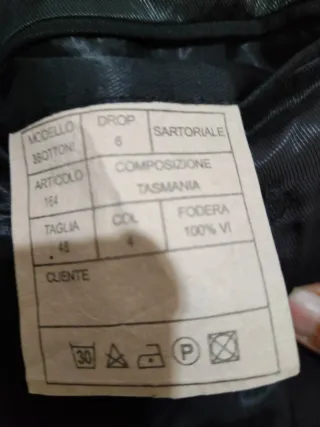 MODELLO
3BOTTONI
DROP
6
SARTORIALE
ARTICOLO
164
COMPOSIZIONE
TASMANIA
TAGLIA
48
COL
4
FODERA
100% VI
CLIENTE
30
P